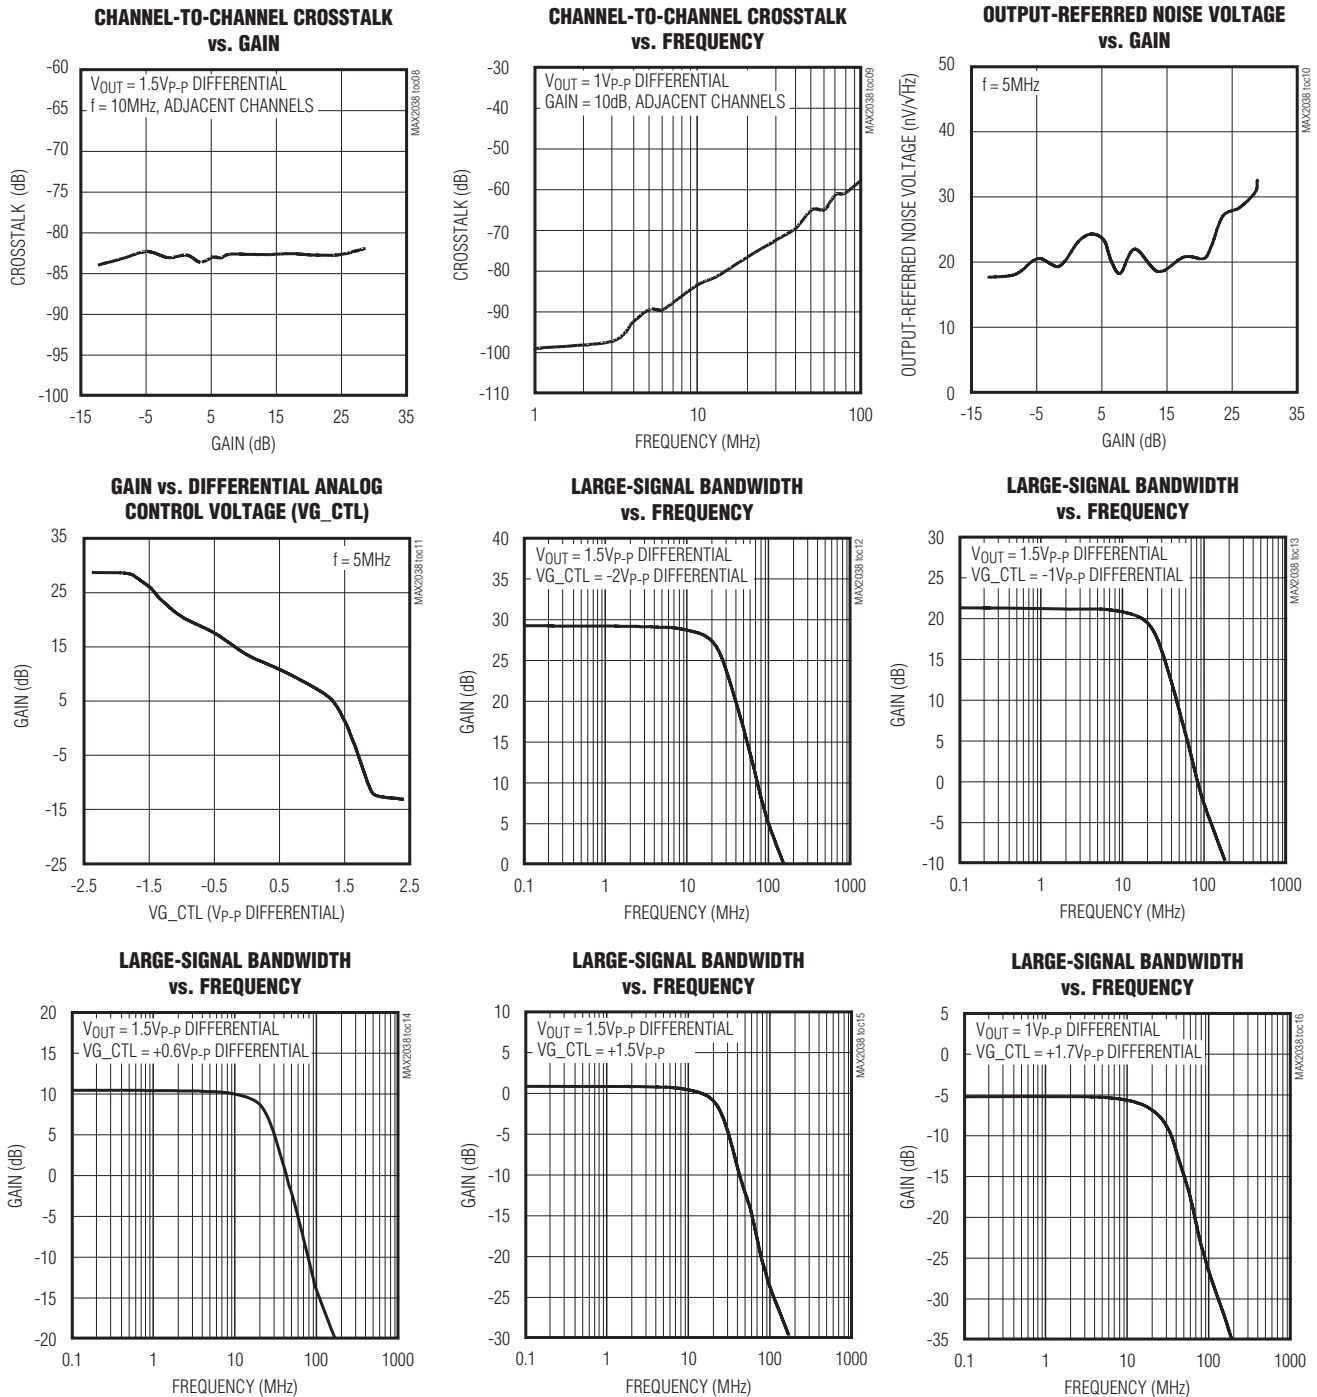 CHANNEL-TO-CHANNEL CROSSTALK
vs. GAIN
MAX2038 toc08
VOUT = 1.5VP-P DIFFERENTIAL
f = 10MHz, ADJACENT CHANNELS
CROSSTALK (dB)
-60
-65
-70
-75
-80
-85
-90
-95
-100
-15 -5 5 15 25 35
GAIN (dB)
CHANNEL-TO-CHANNEL CROSSTALK
vs. FREQUENCY
MAX2038 toc09
VOUT = 1VP-P DIFFERENTIAL
GAIN = 10dB, ADJACENT CHANNELS
CROSSTALK (dB)
-30
-40
-50
-60
-70
-80
-90
-100
-110
1 10 100
FREQUENCY (MHz)
OUTPUT-REFERRED NOISE VOLTAGE
vs. GAIN
MAX2038 toc10
f = 5MHz
OUTPUT-REFERRED NOISE VOLTAGE (nV/√Hz)
50
40
30
20
10
0
-15 -5 5 15 25 35
GAIN (dB)
GAIN vs. DIFFERENTIAL ANALOG
CONTROL VOLTAGE (VG_CTL)
MAX2038 toc11
f = 5MHz
GAIN (dB)
35
25
15
5
-5
-15
-25
-2.5 -1.5 -0.5 0.5 1.5 2.5
VG_CTL (VP-P DIFFERENTIAL)
LARGE-SIGNAL BANDWIDTH
vs. FREQUENCY
MAX2038 toc12
VOUT = 1.5VP-P DIFFERENTIAL
VG_CTL = -2VP-P DIFFERENTIAL
GAIN (dB)
40
35
30
25
20
15
10
5
0
0.1 1 10 100 1000
FREQUENCY (MHz)
LARGE-SIGNAL BANDWIDTH
vs. FREQUENCY
MAX2038 toc13
VOUT = 1.5VP-P DIFFERENTIAL
VG_CTL = -1VP-P DIFFERENTIAL
GAIN (dB)
30
25
20
15
10
5
0
-5
-10
0.1 1 10 100 1000
FREQUENCY (MHz)
LARGE-SIGNAL BANDWIDTH
vs. FREQUENCY
MAX2038 toc14
VOUT = 1.5VP-P DIFFERENTIAL
VG_CTL = +0.6VP-P DIFFERENTIAL
GAIN (dB)
20
15
10
5
0
-5
-10
-15
-20
0.1 1 10 100 1000
FREQUENCY (MHz)
LARGE-SIGNAL BANDWIDTH
vs. FREQUENCY
MAX2038 toc15
VOUT = 1.5VP-P DIFFERENTIAL
VG_CTL = +1.5VP-P
GAIN (dB)
10
5
0
-5
-10
-15
-20
-25
-30
0.1 1 10 100 1000
FREQUENCY (MHz)
LARGE-SIGNAL BANDWIDTH
vs. FREQUENCY
MAX2038 toc16
VOUT = 1VP-P DIFFERENTIAL
VG_CTL = +1.7VP-P DIFFERENTIAL
GAIN (dB)
5
0
-5
-10
-15
-20
-25
-30
-35
0.1 1 10 100 1000
FREQUENCY (MHz)